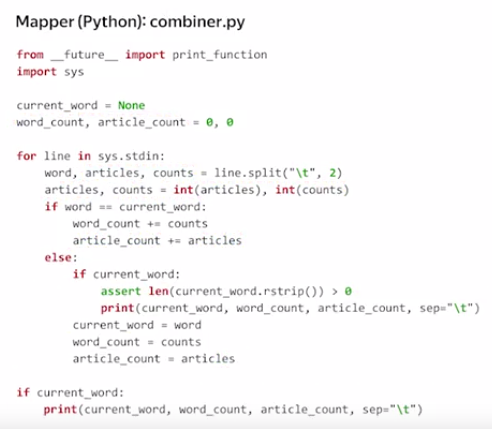 Mapper (Python): combiner.py
from __future__ import print_function
import sys
current_word = None
word_count, article_count = 0, 0
for line in sys.stdin:
    word, articles, counts = line.split("\t", 2)
    articles, counts = int(articles), int(counts)
    if word == current_word:
        word_count += counts
        article_count += articles
    else:
        if current_word:
            assert len(current_word.rstrip()) > 0
            print(current_word, word_count, article_count, sep="\t")
        current_word = word
        word_count = counts
        article_count = articles
if current_word:
    print(current_word, word_count, article_count, sep="\t")